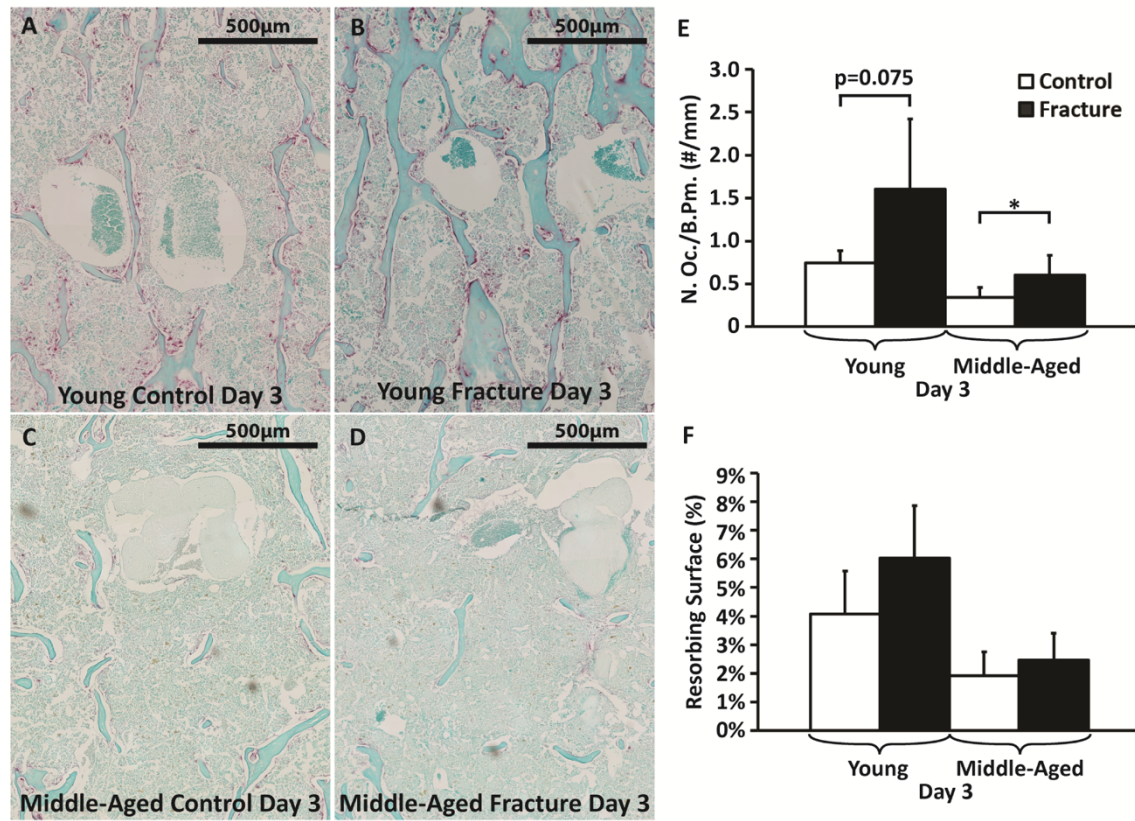 A
500µm
Young Control Day 3
B
500µm
Young Fracture Day 3
C
500µm
Middle-Aged Control Day 3
D
500µm
Middle-Aged Fracture Day 3
E
N. Oc./B.Pm. (#/mm)
3.0
2.5
2.0
1.5
1.0
0.5
0
p=0.075
*
Control
Fracture
Young
Middle-Aged
Day 3
F
Resorbing Surface (%)
9%
8%
7%
6%
5%
4%
3%
2%
2%
0%
Young
Middle-Aged
Day 3